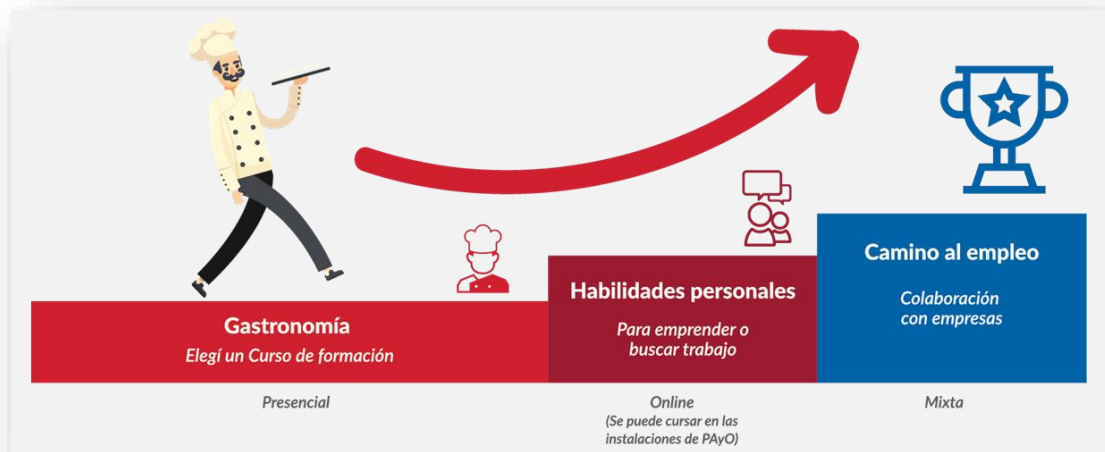 Gastronomía
Elegí un Curso de formación
Presencial
Habilidades personales
Para emprender o
buscar trabajo
Online
(Se puede cursar en las
instalaciones de PAyO)
Camino al empleo
Colaboración
con empresas
Mixta